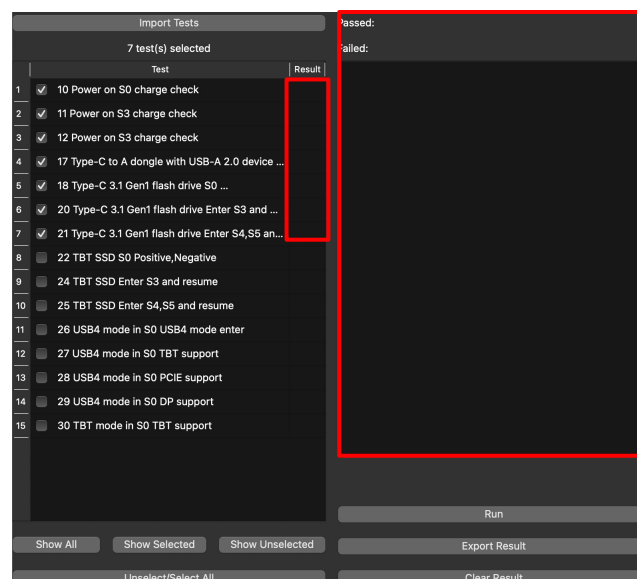 Import Tests
7 test(s) selected
Test Result
1 10 Power on S0 charge check
2 11 Power on S3 charge check
3 12 Power on S3 charge check
4 17 Type-C to A dongle with USB-A 2.0 device ...
5 18 Type-C 3.1 Gen1 flash drive S0 ...
6 20 Type-C 3.1 Gen1 flash drive Enter S3 and ...
7 21 Type-C 3.1 Gen1 flash drive Enter S4,S5 an...
8 22 TBT SSD S0 Positive,Negative
9 24 TBT SSD Enter S3 and resume
10 25 TBT SSD Enter S4,S5 and resume
11 26 USB4 mode in S0 USB4 mode enter
12 27 USB4 mode in S0 TBT support
13 28 USB4 mode in S0 PCIE support
14 29 USB4 mode in S0 DP support
15 30 TBT mode in S0 TBT support
Show All Show Selected Show Unselected
Unselect/Select All
Passed:
Failed:
Run
Export Result
Clear Result